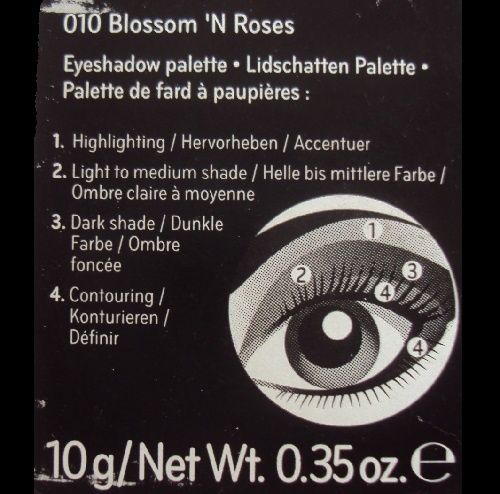 010 Blossom 'N Roses
Eyeshadow palette • Lidschatten Palette •
Palette de fard à paupières :
1. Highlighting / Hervorheben / Accentuer
2. Light to medium shade / Helle bis mittlere Farbe /
Ombre claire à moyenne
3. Dark shade / Dunkle
Farbe / Ombre
foncée
4. Contouring /
Konturieren /
Définir
1
2
3
4
4
10g/Net Wt. 0.35oz. ℮